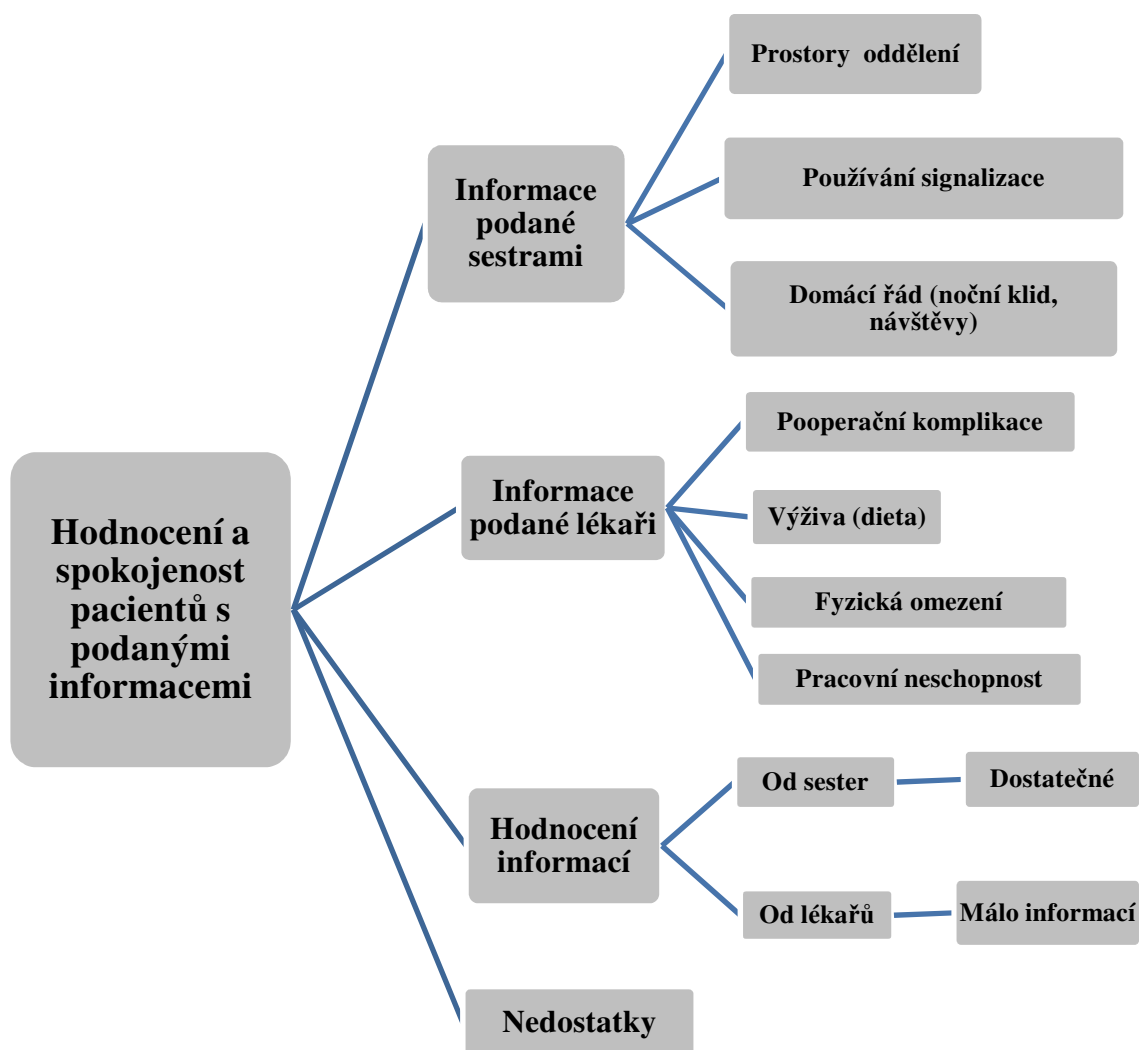 Hodnocení a
spokojenost
pacientů s
podanými
informacemi
Informace
podané
sestrami
Prostory oddělení
Používání signalizace
Domácí řád (noční klid,
návštěvy)
Informace
podané lékaři
Pooperační komplikace
Výživa (dieta)
Fyzická omezení
Pracovní neschopnost
Hodnocení
informací
Od sester
Dostatečné
Od lékařů
Málo informací
Nedostatky